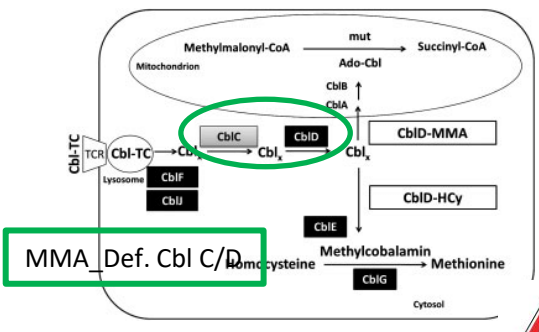 mut
Methylmalonyl-CoA
Succinyl-CoA
Mitochondrion
Ado-Cbl
CblB
CblA
Cbl-TC
TCR
Cbl-TC
Cblx
CblC
Cblx
CblD
Cblx
CblD-MMA
Lysosome
CblF
CblJ
CblD-HCy
CblE
MMA_Def. Cbl C/D
Methylcobalamin
Homocysteine
Methionine
CblG
Cytosol